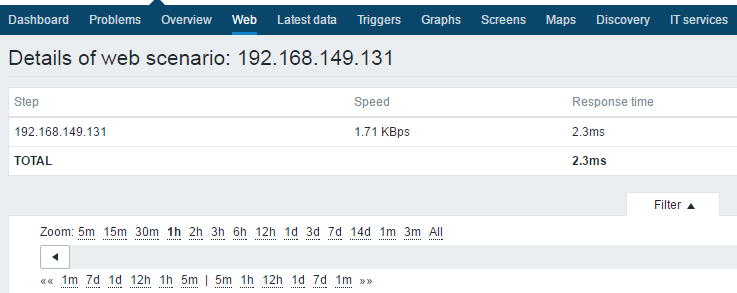 Dashboard Problems Overview Web Latest data Triggers Graphs Screens Maps Discovery IT services
Details of web scenario: 192.168.149.131
Step Speed Response time
192.168.149.131 1.71 KBps 2.3ms
TOTAL 2.3ms
Filter ▲
Zoom: 5m 15m 30m 1h 2h 3h 6h 12h 1d 3d 7d 14d 1m 3m All
«« 1m 7d 1d 12h 1h 5m | 5m 1h 12h 1d 7d 1m »»